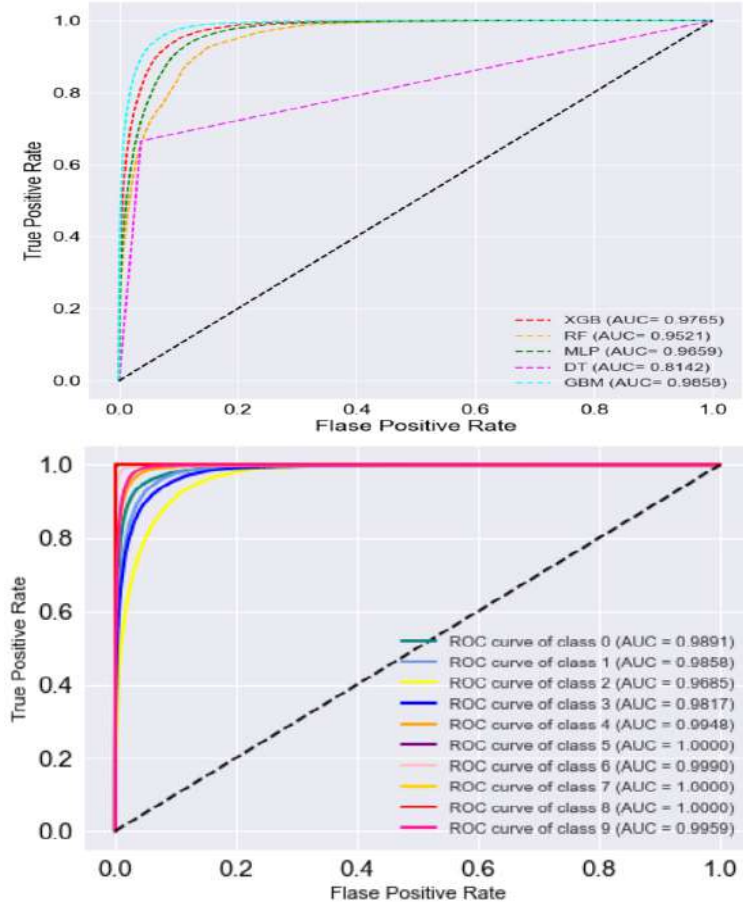 1.0
0.8
0.6
0.4
0.2
0.0
True Positive Rate
XGB (AUC= 0.9765)
RF (AUC= 0.9521)
MLP (AUC= 0.9659)
DT (AUC= 0.8142)
GBM (AUC= 0.9858)
0.0 0.2 0.4 0.6 0.8 1.0
Flase Positive Rate
1.0
0.8
0.6
0.4
0.2
0.0
True Positive Rate
ROC curve of class 0 (AUC = 0.9891)
ROC curve of class 1 (AUC = 0.9858)
ROC curve of class 2 (AUC = 0.9685)
ROC curve of class 3 (AUC = 0.9817)
ROC curve of class 4 (AUC = 0.9948)
ROC curve of class 5 (AUC = 1.0000)
ROC curve of class 6 (AUC = 0.9990)
ROC curve of class 7 (AUC = 1.0000)
ROC curve of class 8 (AUC = 1.0000)
ROC curve of class 9 (AUC = 0.9959)
0.0 0.2 0.4 0.6 0.8 1.0
Flase Positive Rate